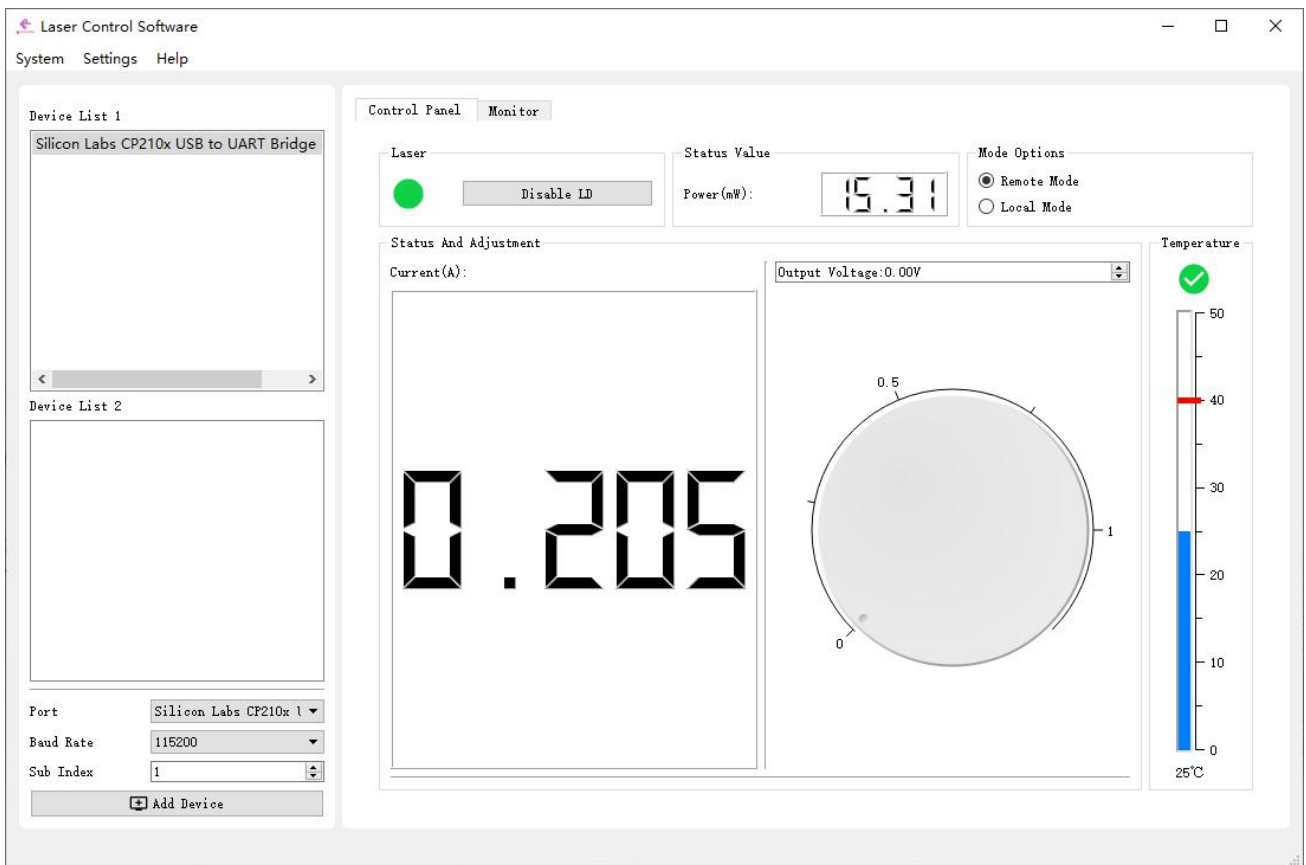 Laser Control Software
System Settings Help
Device List 1
Silicon Labs CP210x USB to UART Bridge
Device List 2
Port Silicon Labs CP210x
Baud Rate 115200
Sub Index 1
Add Device
Control Panel Monitor
Laser
Disable LD
Status Value
Power(mW): 15.31
Mode Options
Remote Mode
Local Mode
Status And Adjustment
Current(A):
0.205
Output Voltage:0.00V
0.5
1
0
Temperature
50
40
30
20
10
0
25℃